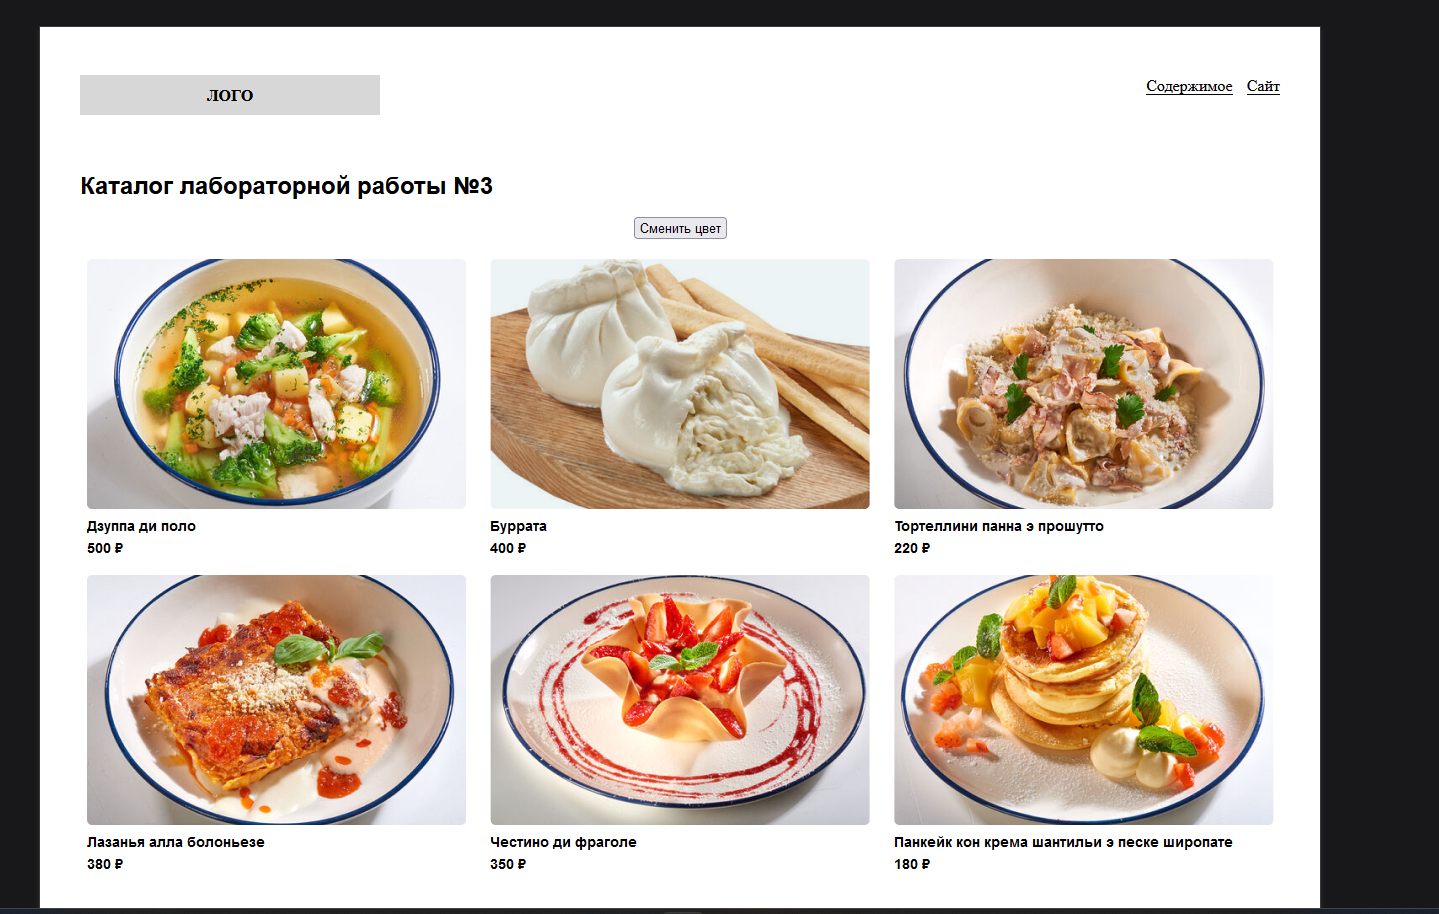 ЛОГО
Содержимое Сайт
Каталог лабораторной работы №3
Сменить цвет
Дзуппа ди поло
500 ₽
Буррата
400 ₽
Тортеллини панна э прошутто
220 ₽
Лазанья алла болоньезе
380 ₽
Честино ди фраголе
350 ₽
Панкейк кон крема шантильи э песке широпате
180 ₽